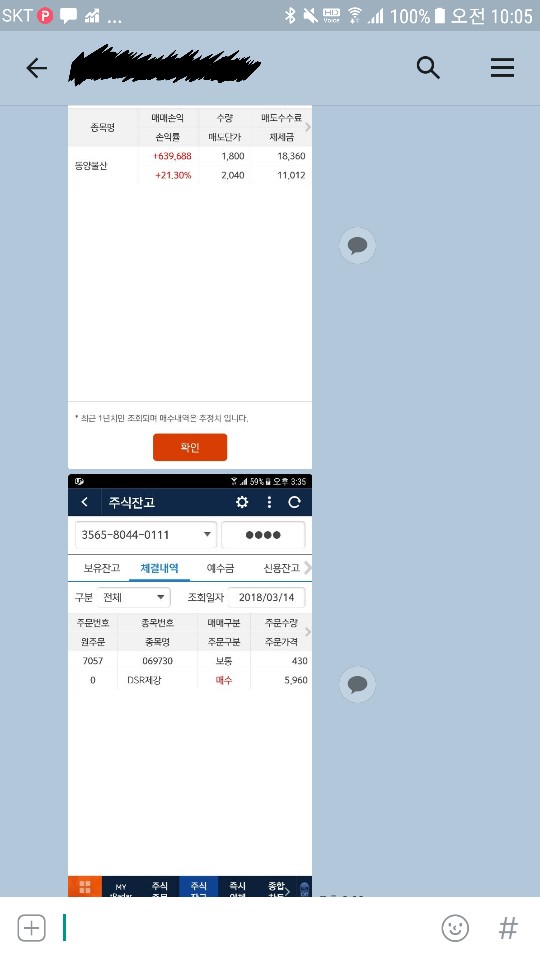 SKT P ... HD Voice 100% 오전 10:05
종목명 매매손익 수량 매도수수료
손익률 매도단가 제세금
동양물산 +639,688 1,800 18,360
+21.30% 2,040 11,012
* 최근 1년치만 조회되며 매수내역은 추정치 입니다.
확인
59% 오후 3:35
주식잔고
3565-8044-0111 ●●●●
보유잔고 체결내역 예수금 신용잔고
구분 전체 조회일자 2018/03/14
주문번호 종목번호 매매구분 주문수량
원주문 종목명 주문구분 주문가격
7057 069730 보통 430
0 DSR제강 매수 5,960
MY 주식 주식 즉시 종합
#